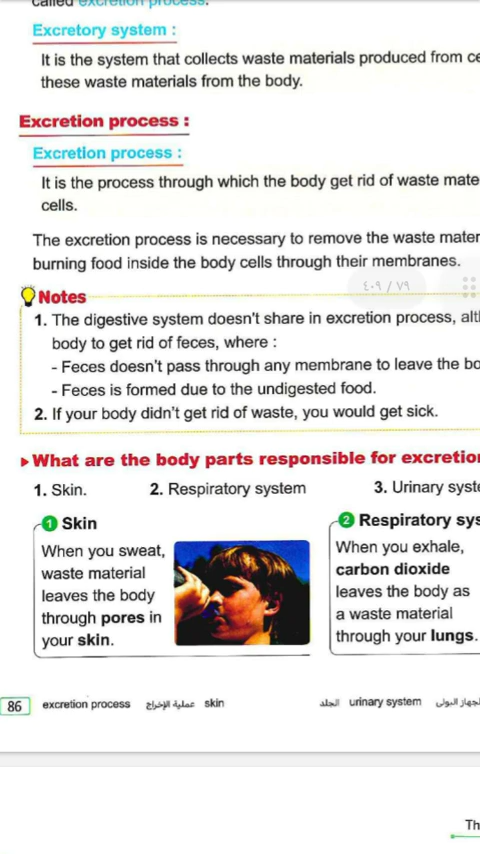 called excretion process.
Excretory system :
It is the system that collects waste materials produced from ce
these waste materials from the body.
Excretion process :
Excretion process :
It is the process through which the body get rid of waste mate
cells.
The excretion process is necessary to remove the waste mater
burning food inside the body cells through their membranes.
٤٠٩ / ٧٩
Notes
1. The digestive system doesn't share in excretion process, alt
body to get rid of feces, where :
- Feces doesn't pass through any membrane to leave the bo
- Feces is formed due to the undigested food.
2. If your body didn't get rid of waste, you would get sick.
What are the body parts responsible for excretion
1. Skin. 2. Respiratory system 3. Urinary syste
1 Skin
When you sweat,
waste material
leaves the body
through pores in
your skin.
2 Respiratory sys
When you exhale,
carbon dioxide
leaves the body as
a waste material
through your lungs.
86 excretion process عملية الإخراج skin الجلد urinary system الجهاز البولى
Th